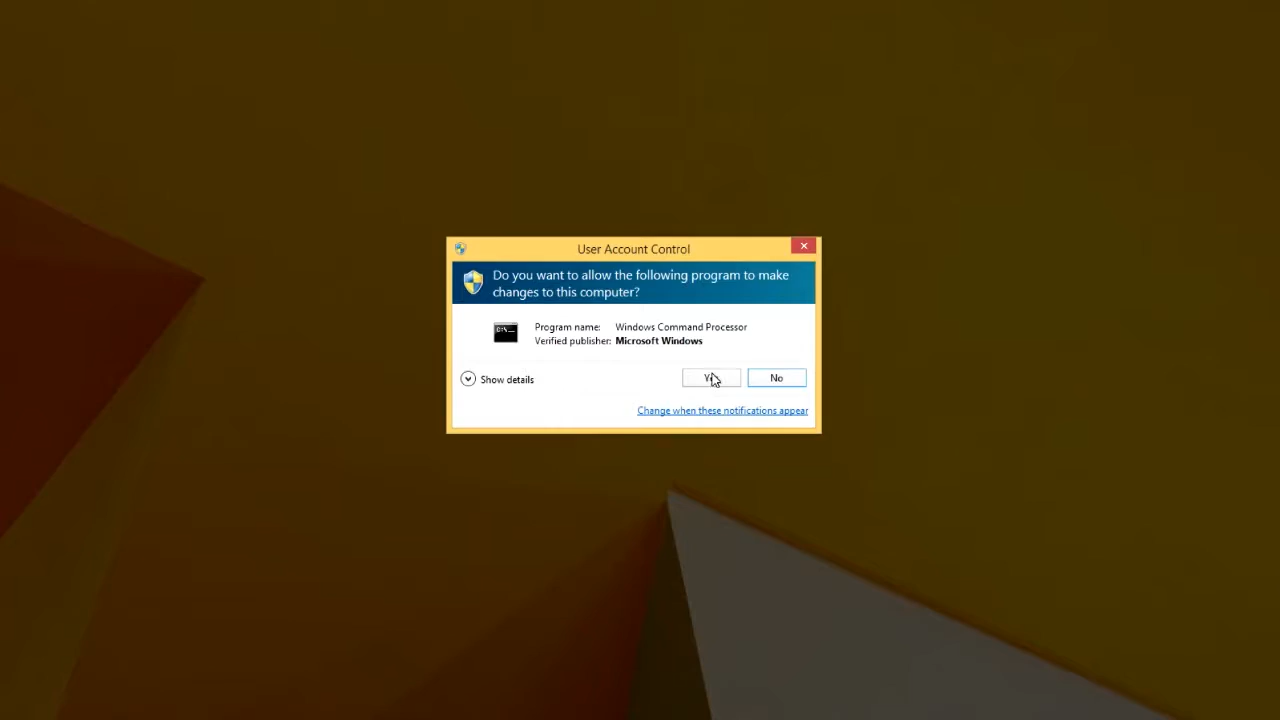 User Account Control
Do you want to allow the following program to make
changes to this computer?
Program name: Windows Command Processor
Verified publisher: Microsoft Windows
Show details
No
Change when these notifications appear